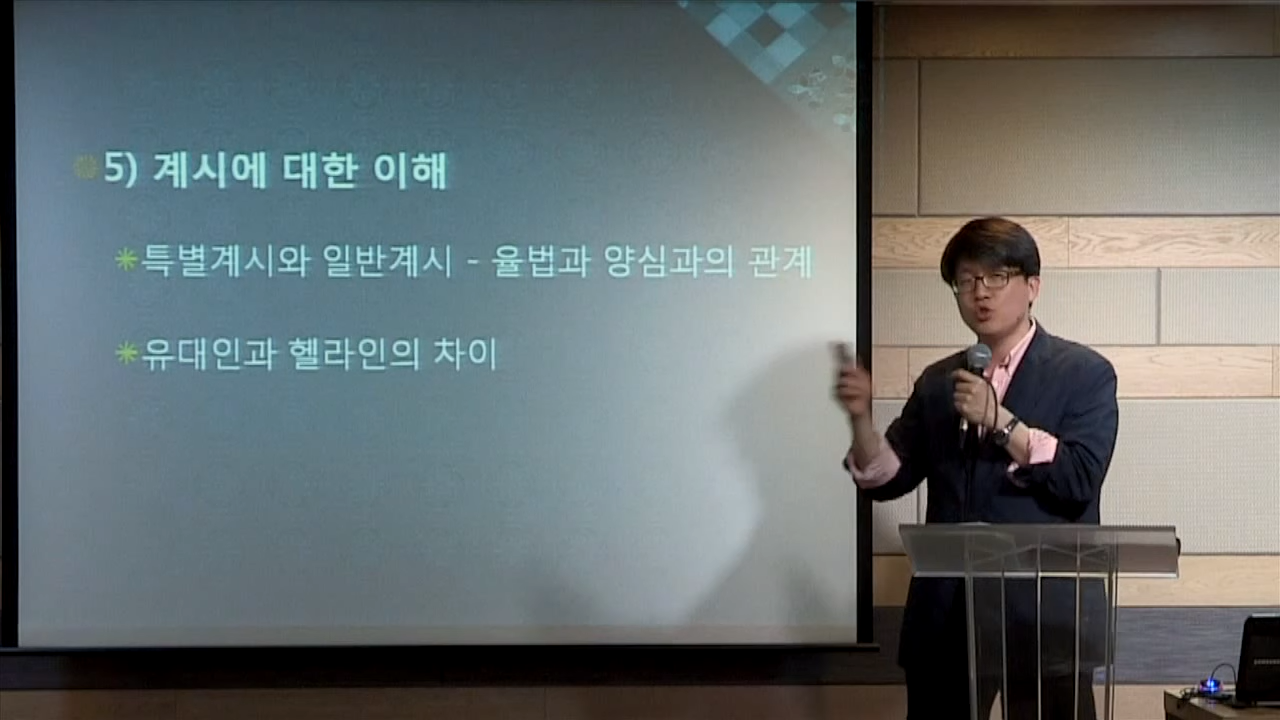 5) 계시에 대한 이해
특별계시와 일반계시 - 율법과 양심과의 관계
유대인과 헬라인의 차이